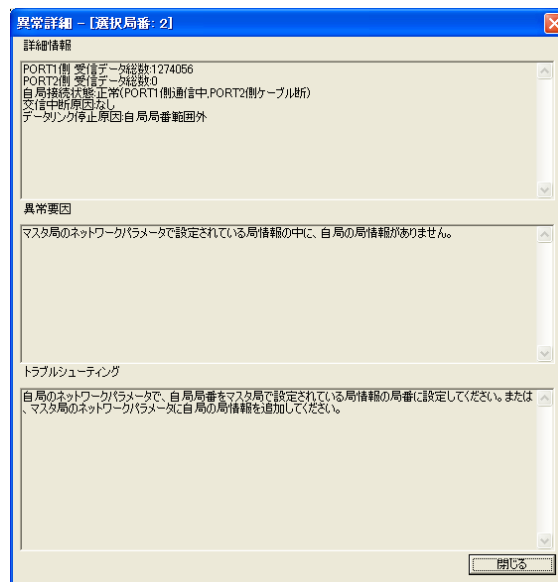 異常詳細 - [選択局番: 2]
詳細情報
PORT1側 受信データ総数:1274056
PORT2側 受信データ総数:0
自局接続状態:正常(PORT1側通信中,PORT2側ケーブル断)
交信中断原因:なし
データリンク停止原因:自局局番範囲外
異常要因
マスタ局のネットワークパラメータで設定されている局情報の中に、自局の局情報がありません。
トラブルシューティング
自局のネットワークパラメータで、自局局番をマスタ局で設定されている局情報の局番に設定してください。または
、マスタ局のネットワークパラメータに自局の局情報を追加してください。
閉じる